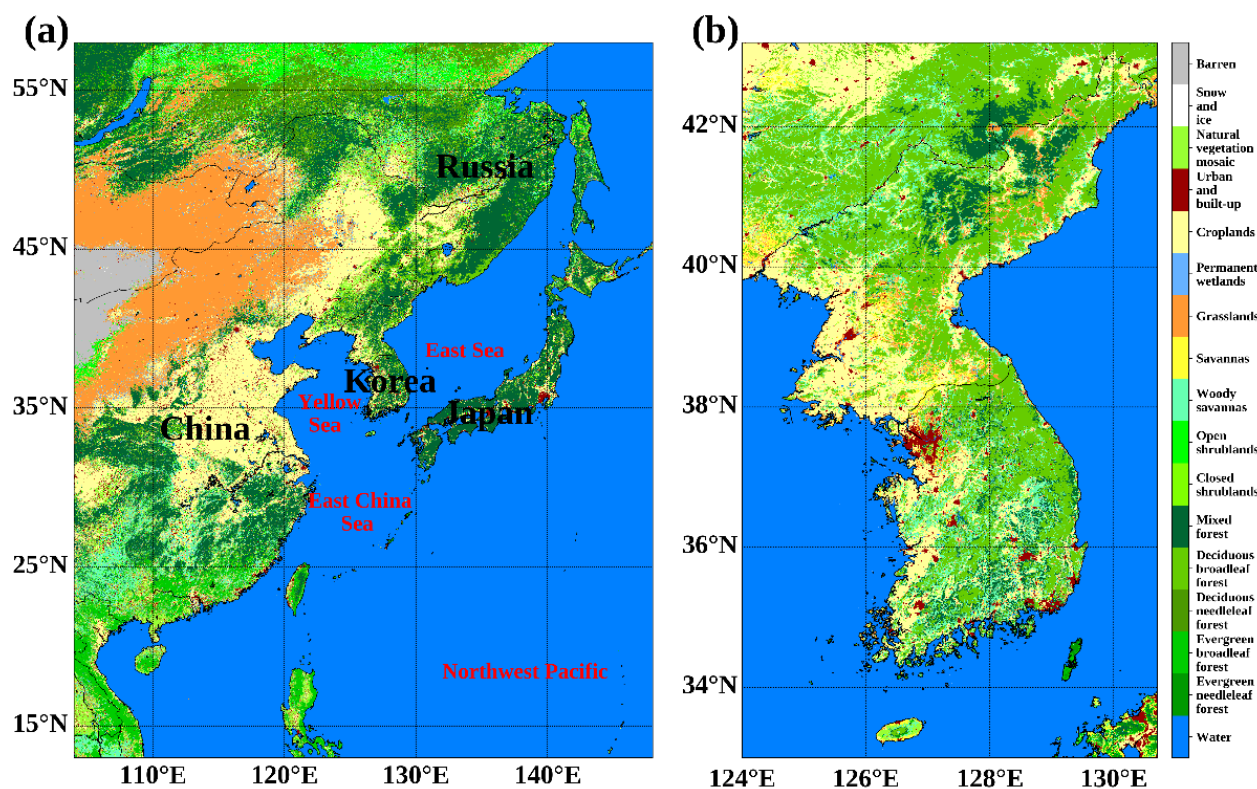 (a)
55°N
45°N
35°N
25°N
15°N
110°E
120°E
130°E
140°E
Russia
East Sea
Korea
Yellow
Sea
Japan
China
East China
Sea
Northwest Pacific
(b)
42°N
40°N
38°N
36°N
34°N
124°E
126°E
128°E
130°E
Barren
Snow
and
ice
Natural
vegetation
mosaic
Urban
and
built-up
Croplands
Permanent
wetlands
Grasslands
Savannas
Woody
savannas
Open
shrublands
Closed
shrublands
Mixed
forest
Deciduous
broadleaf
forest
Deciduous
needleleaf
forest
Evergreen
broadleaf
forest
Evergreen
needleleaf
forest
Water